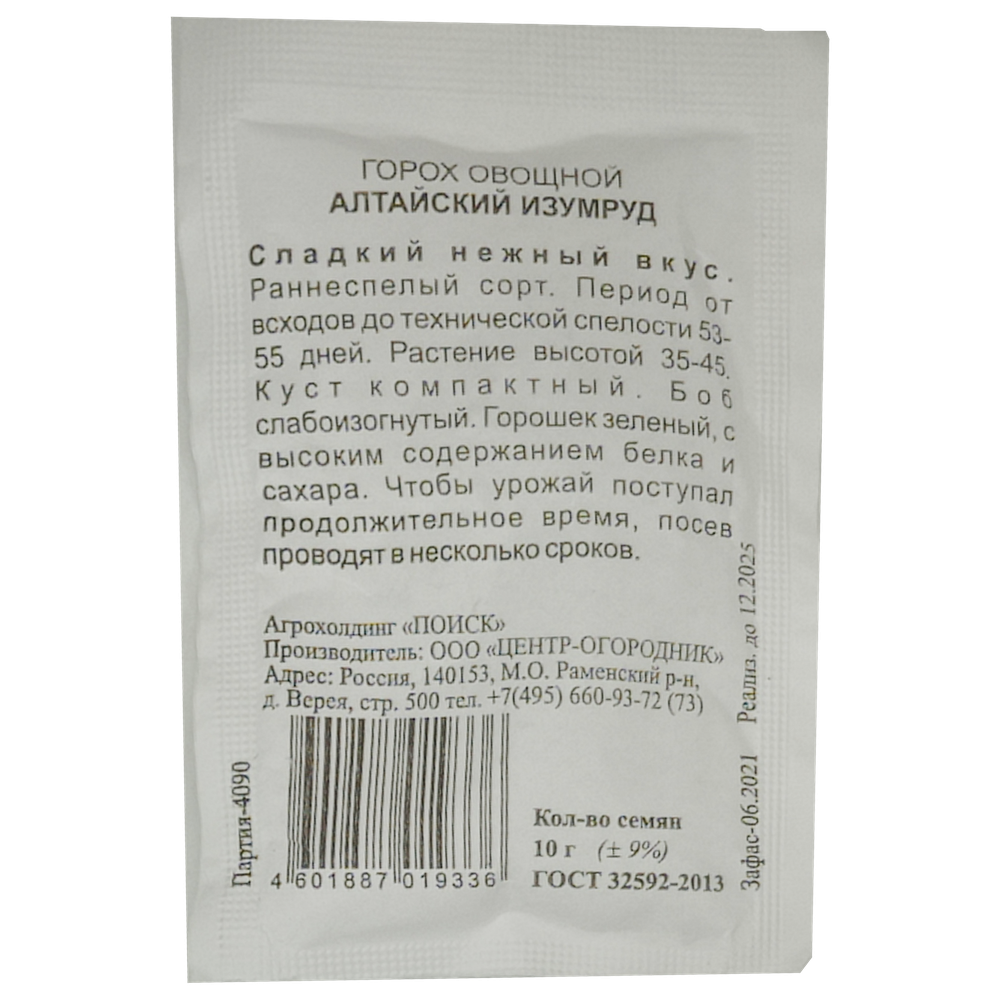 ГОРОХ ОВОЩНОЙ
АЛТАЙСКИЙ ИЗУМРУД
Сладкий нежный вкус.
Раннеспелый сорт. Период от
всходов до технической спелости 53-
55 дней. Растение высотой 35-45.
Куст компактный. Боб
слабоизогнутый. Горошек зеленый, с
высоким содержанием белка и
сахара. Чтобы урожай поступал
продолжительное время, посев
проводят в несколько сроков.
Агрохолдинг «ПОИСК»
Производитель: ООО «ЦЕНТР-ОГОРОДНИК»
Адрес: Россия, 140153, М.О. Раменский р-н,
д. Верея, стр. 500 тел. +7(495) 660-93-72 (73)
Партия-4090
4 601887 019336
Кол-во семян
10 г (± 9%)
ГОСТ 32592-2013
Зафас-06.2021 Реализ. до 12.2025